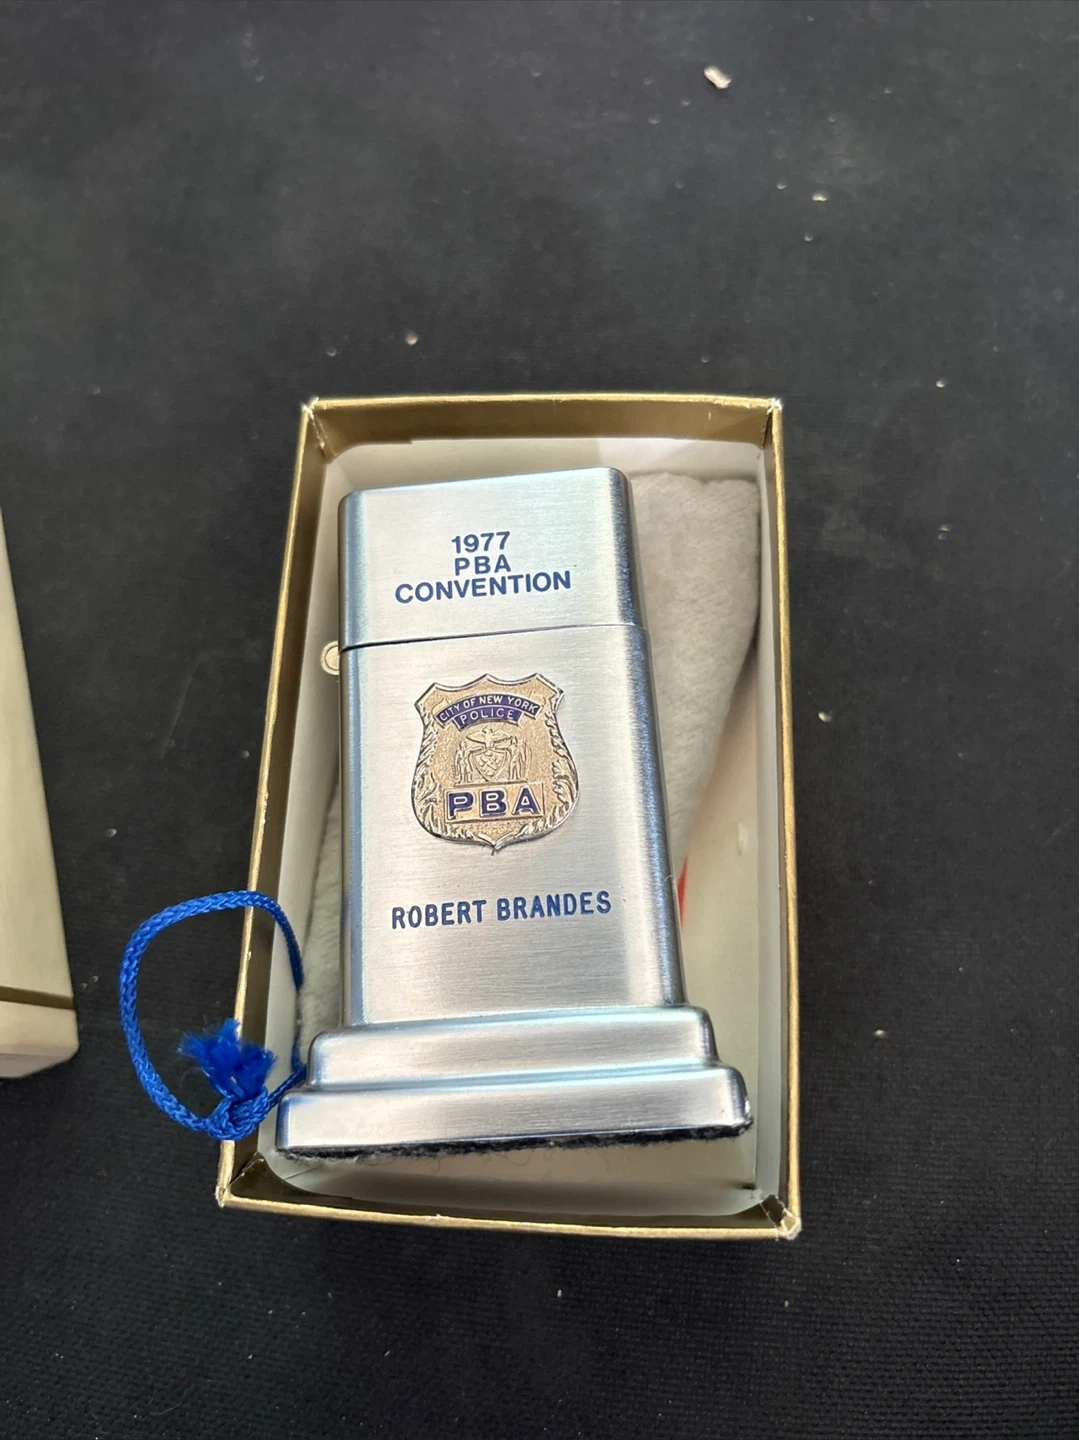 1977
PBA
CONVENTION
CITY OF NEW YORK
POLICE
PBA
ROBERT BRANDES